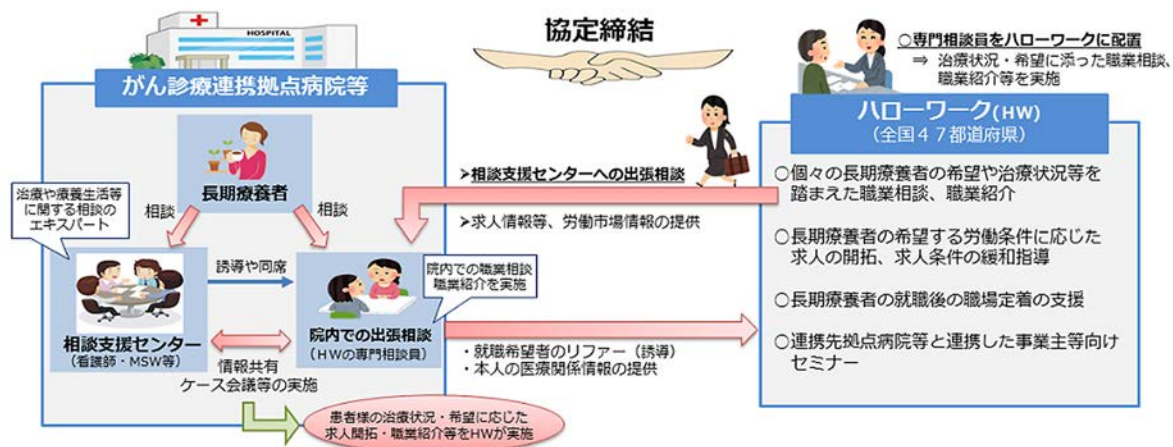 HOSPITAL
協定締結
○専門相談員をハローワークに配置
⇒ 治療状況・希望に添った職業相談、
職業紹介等を実施
がん診療連携拠点病院等
長期療養者
治療や療養生活等
に関する相談の
エキスパート
相談
相談
誘導や同席
相談支援センター
(看護師・MSW等)
院内での職業相談
職業紹介を実施
院内での出張相談
(HWの専門相談員)
情報共有
ケース会議等の実施
患者様の治療状況・希望に応じた
求人開拓・職業紹介等をHWが実施
➤相談支援センターへの出張相談
➤求人情報等、労働市場情報の提供
・就職希望者のリファー（誘導）
・本人の医療関係情報の提供
ハローワーク(HW)
（全国４７都道府県）
○個々の長期療養者の希望や治療状況等を
踏まえた職業相談、職業紹介
○長期療養者の希望する労働条件に応じた
求人の開拓、求人条件の緩和指導
○長期療養者の就職後の職場定着の支援
○連携先拠点病院等と連携した事業主等向け
セミナー